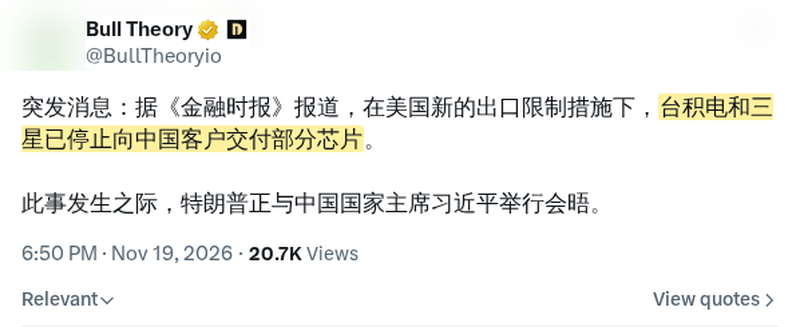 Bull Theory
@BullTheoryio
突发消息：据《金融时报》报道，在美国新的出口限制措施下，台积电和三
星已停止向中国客户交付部分芯片。
此事发生之际，特朗普正与中国国家主席习近平举行会晤。
6:50 PM · Nov 19, 2026 · 20.7K Views
Relevant
View quotes